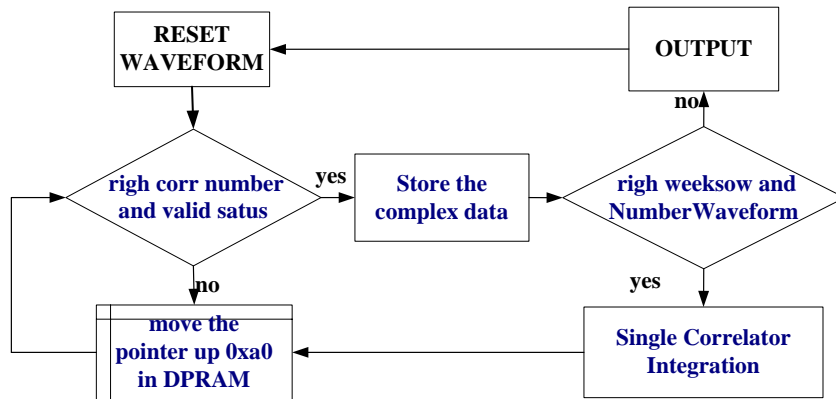 RESET
WAVEFORM
OUTPUT
no
righ corr number
and valid satus
yes
Store the
complex data
righ weeksow and
NumberWaveform
no
yes
move the
pointer up 0xa0
in DPRAM
Single Correlator
Integration